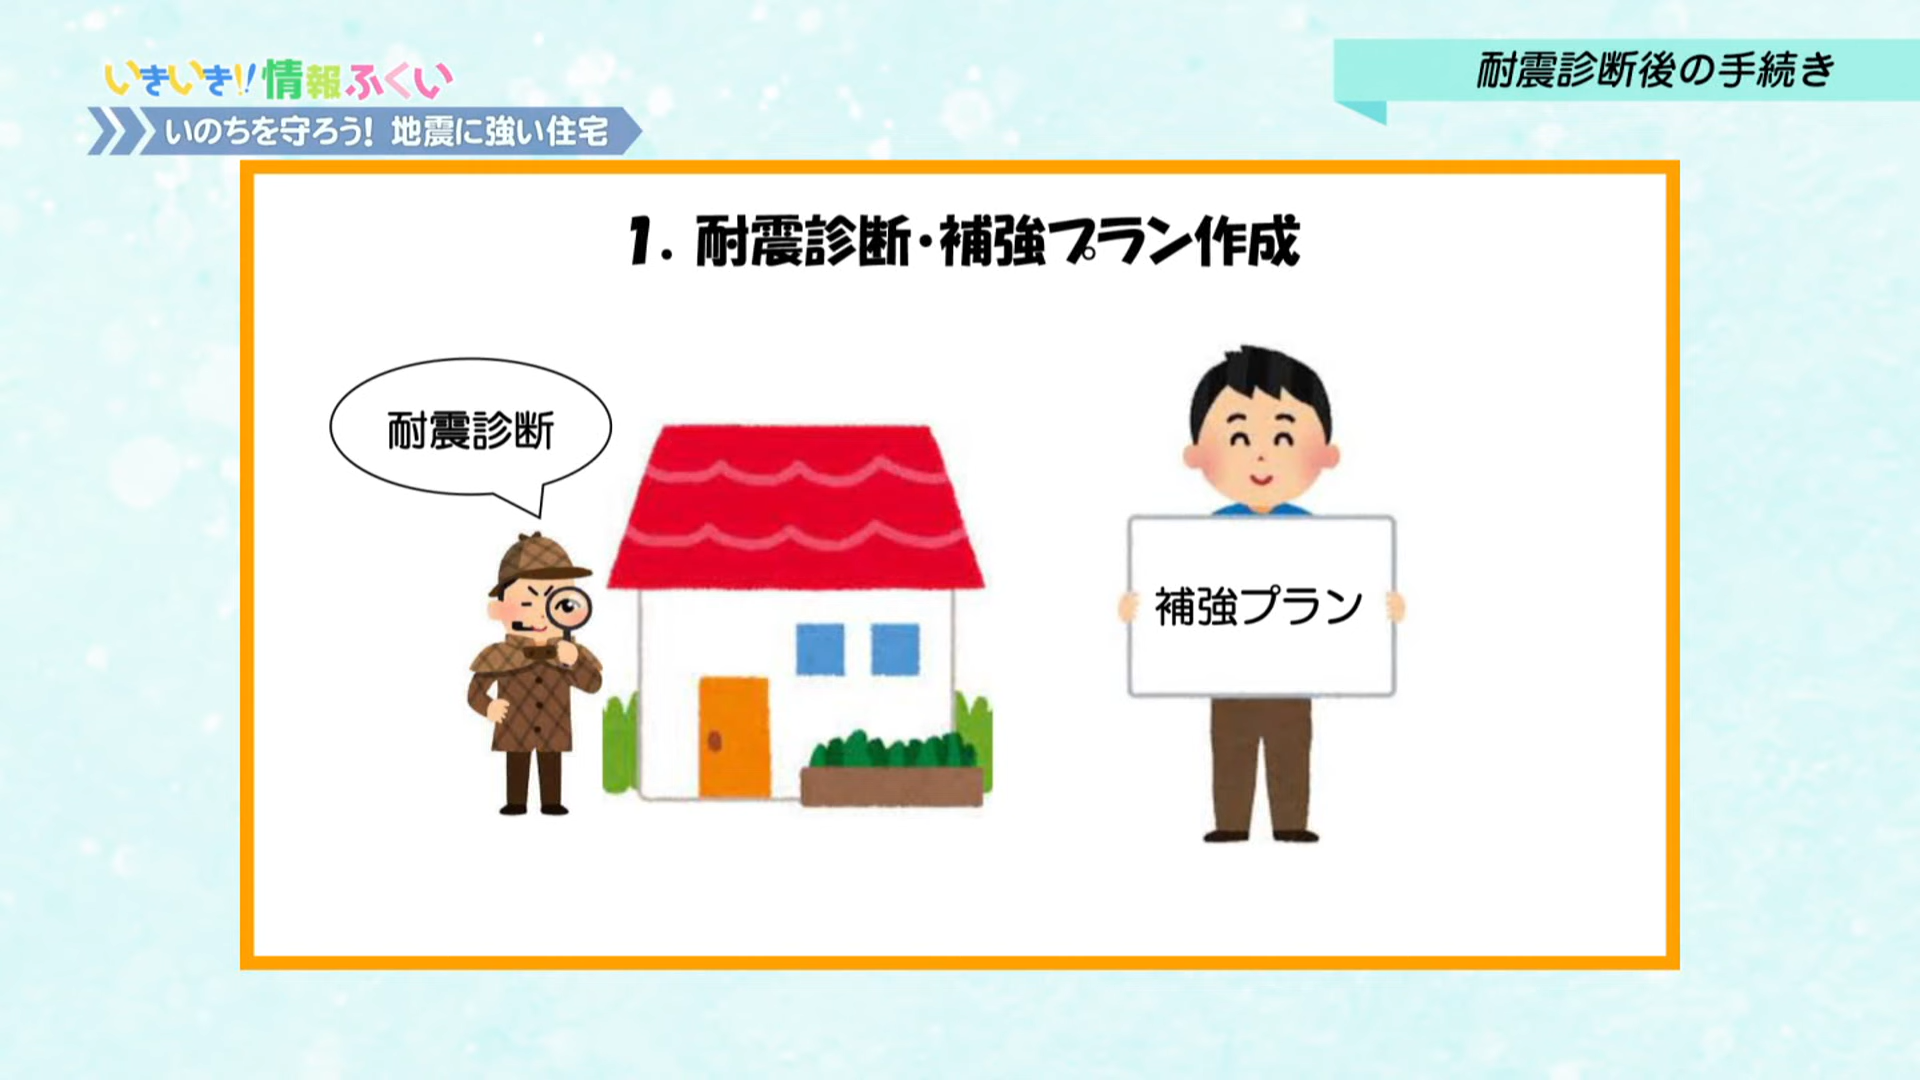 いきいき!!情報ふくい
いのちを守ろう! 地震に強い住宅
耐震診断後の手続き
1. 耐震診断・補強プラン作成
耐震診断
補強プラン